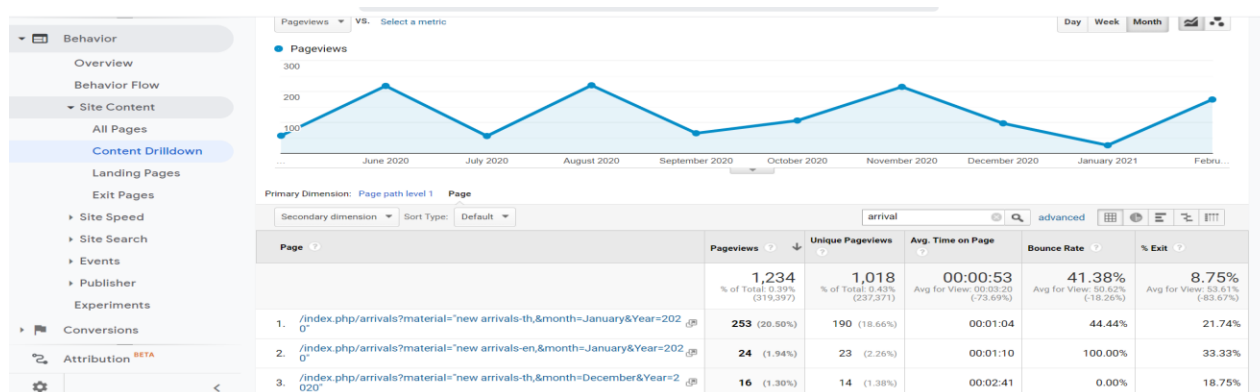 Pageviews VS. Select a metric
Day Week Month
Behavior
Overview
Behavior Flow
Site Content
All Pages
Content Drilldown
Landing Pages
Exit Pages
Site Speed
Site Search
Events
Publisher
Experiments
Conversions
Attribution BETA
Pageviews
300
200
100
... June 2020 July 2020 August 2020 September 2020 October 2020 November 2020 December 2020 January 2021 Febru...
Primary Dimension: Page path level 1 Page
Secondary dimension Sort Type: Default arrival advanced
Page ? Pageviews ? Unique Pageviews ? Avg. Time on Page ? Bounce Rate ? % Exit ?
1,234 1,018 00:00:53 41.38% 8.75%
% of Total: 0.39% % of Total: 0.43% Avg for View: 00:03:20 Avg for View: 50.62% Avg for View: 53.61%
(319,397) (237,371) (-73.69%) (-18.26%) (-83.67%)
1. /index.php/arrivals?material="new arrivals-th,&month=January&Year=202
0" 253 (20.50%) 190 (18.66%) 00:01:04 44.44% 21.74%
2. /index.php/arrivals?material="new arrivals-en,&month=January&Year=202
0" 24 (1.94%) 23 (2.26%) 00:01:10 100.00% 33.33%
3. /index.php/arrivals?material="new arrivals-th,&month=December&Year=2
020" 16 (1.30%) 14 (1.38%) 00:02:41 0.00% 18.75%